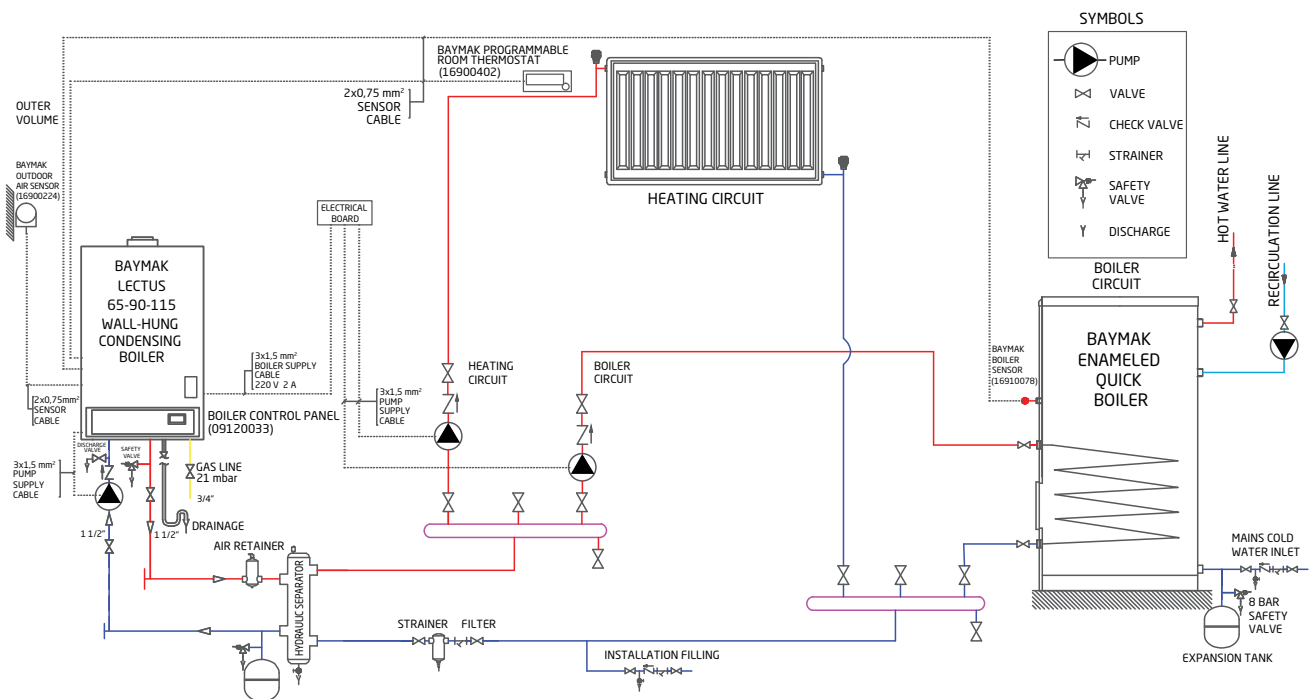 SYMBOLS
PUMP
VALVE
CHECK VALVE
STRAINER
SAFETY
VALVE
DISCHARGE
BAYMAK PROGRAMMABLE
ROOM THERMOSTAT
(16900402)
2x0,75 mm²
SENSOR
CABLE
OUTER
VOLUME
BAYMAK
OUTDOOR
AIR SENSOR
(16900224)
ELECTRICAL
BOARD
HEATING CIRCUIT
HOT WATER LINE
RECIRCULATION LINE
BOILER
CIRCUIT
BAYMAK
LECTUS
65-90-115
WALL-HUNG
CONDENSING
BOILER
3x1,5 mm²
BOILER SUPPLY
CABLE
220 V 2 A
HEATING
CIRCUIT
BOILER
CIRCUIT
BAYMAK
BOILER
SENSOR
(16910078)
BAYMAK
ENAMELED
QUICK
BOILER
2x0,75mm²
SENSOR
CABLE
3x1,5 mm²
PUMP
SUPPLY
CABLE
BOILER CONTROL PANEL
(09120033)
DISCHARGE
VALVE
SAFETY
VALVE
3x1,5 mm²
PUMP
SUPPLY
CABLE
GAS LINE
21 mbar
3/4"
DRAINAGE
1 1/2"
1 1/2"
AIR RETAINER
HYDRAULIC SEPARATOR
STRAINER
FILTER
INSTALLATION FILLING
MAINS COLD
WATER INLET
8 BAR
SAFETY
VALVE
EXPANSION TANK